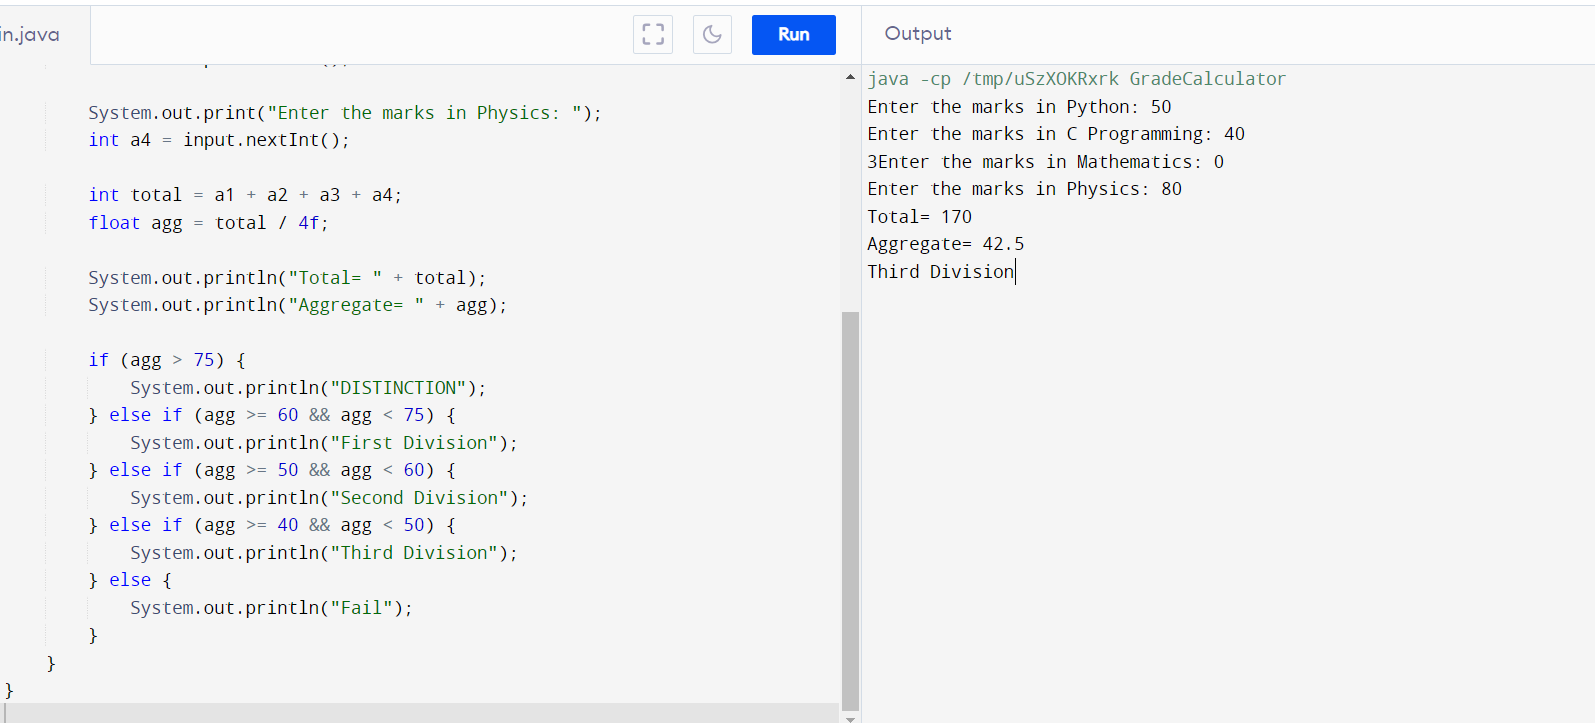 in.java
Run
Output
System.out.print("Enter the marks in Physics: ");
int a4 = input.nextInt();
int total = a1 + a2 + a3 + a4;
float agg = total / 4f;
System.out.println("Total= " + total);
System.out.println("Aggregate= " + agg);
if (agg > 75) {
System.out.println("DISTINCTION");
} else if (agg >= 60 && agg < 75) {
System.out.println("First Division");
} else if (agg >= 50 && agg < 60) {
System.out.println("Second Division");
} else if (agg >= 40 && agg < 50) {
System.out.println("Third Division");
} else {
System.out.println("Fail");
}
}
}
java -cp /tmp/uSzXOKRxrk GradeCalculator
Enter the marks in Python: 50
Enter the marks in C Programming: 40
3Enter the marks in Mathematics: 0
Enter the marks in Physics: 80
Total= 170
Aggregate= 42.5
Third Division